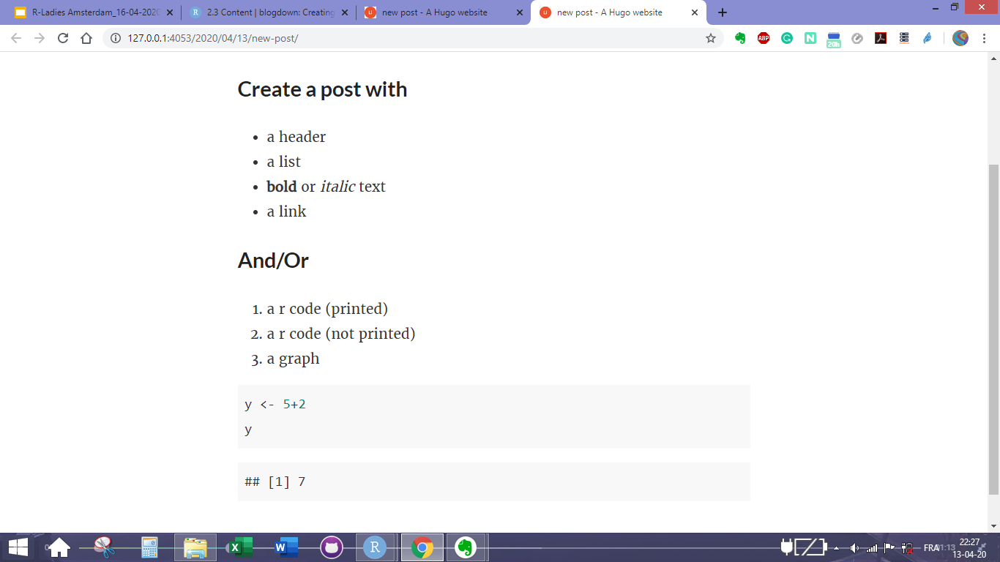 R-Ladies Amsterdam_16-04-2020
2.3 Content | blogdown: Creating
new post - A Hugo website
new post - A Hugo website
127.0.0.1:4053/2020/04/13/new-post/
ABP
20h
Create a post with
• a header
• a list
• bold or italic text
• a link
And/Or
1. a r code (printed)
2. a r code (not printed)
3. a graph
y <- 5+2
y
## [1] 7
FRA
22:27
13-04-20